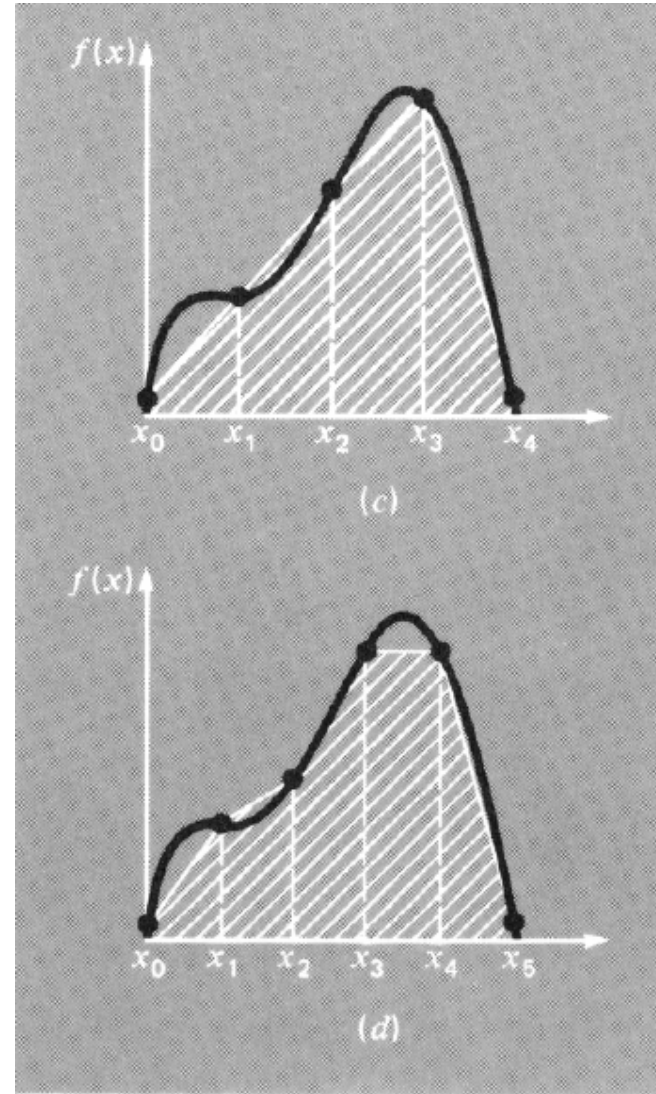 f(x)
x₀ x₁ x₂ x₃ x₄
(c)
f(x)
x₀ x₁ x₂ x₃ x₄ x₅
(d)